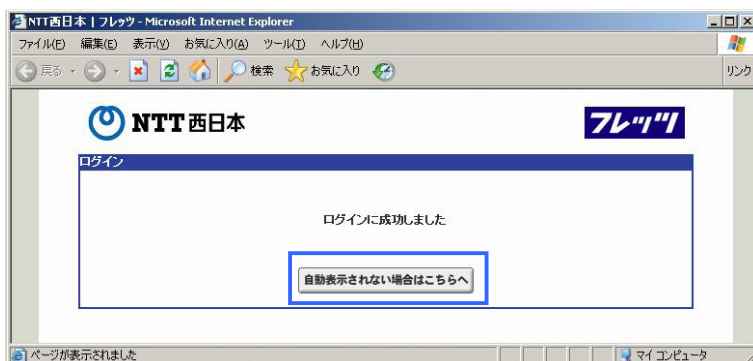 NTT西日本 | フレッツ - Microsoft Internet Explorer
ファイル(F) 編集(E) 表示(V) お気に入り(A) ツール(T) ヘルプ(H)
戻る 検索 お気に入り リンク
NTT西日本 フレッツ
ログイン
ログインに成功しました
自動表示されない場合はこちらへ
ページが表示されました マイ コンピュータ